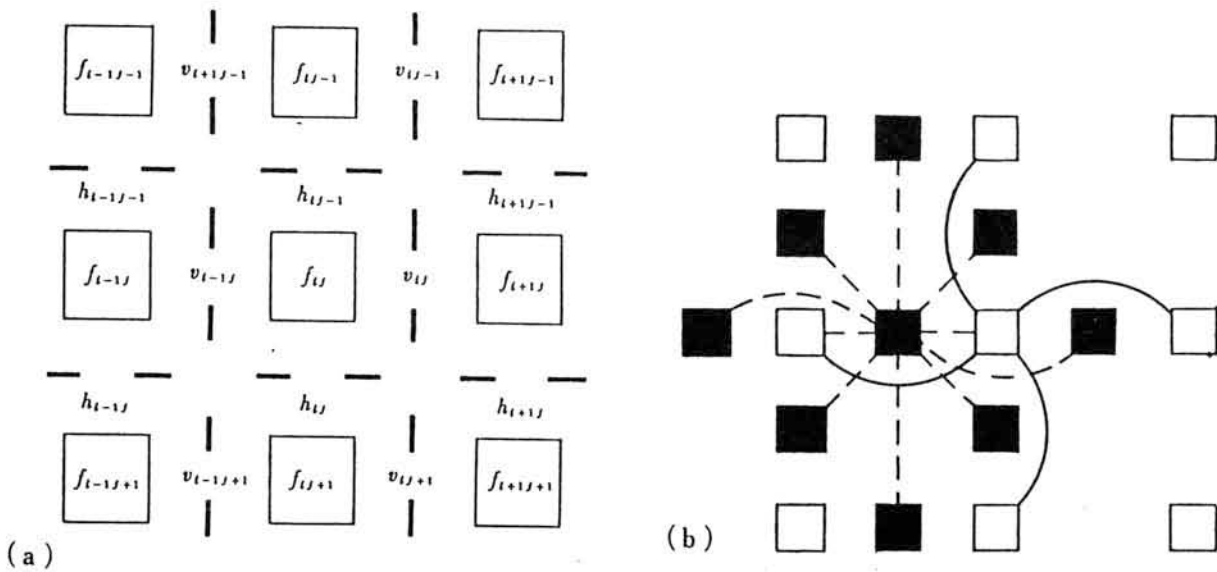 f_{i-1j-1} v_{i+1j-1} f_{ij-1} v_{ij-1} f_{i+1j-1}
h_{i-1j-1} h_{ij-1} h_{i+1j-1}
f_{i-1j} v_{i-1j} f_{ij} v_{ij} f_{i+1j}
h_{i-1j} h_{ij} h_{i+1j}
f_{i-1j+1} v_{i-1j+1} f_{ij+1} v_{ij+1} f_{i+1j+1}
(a)
(b)